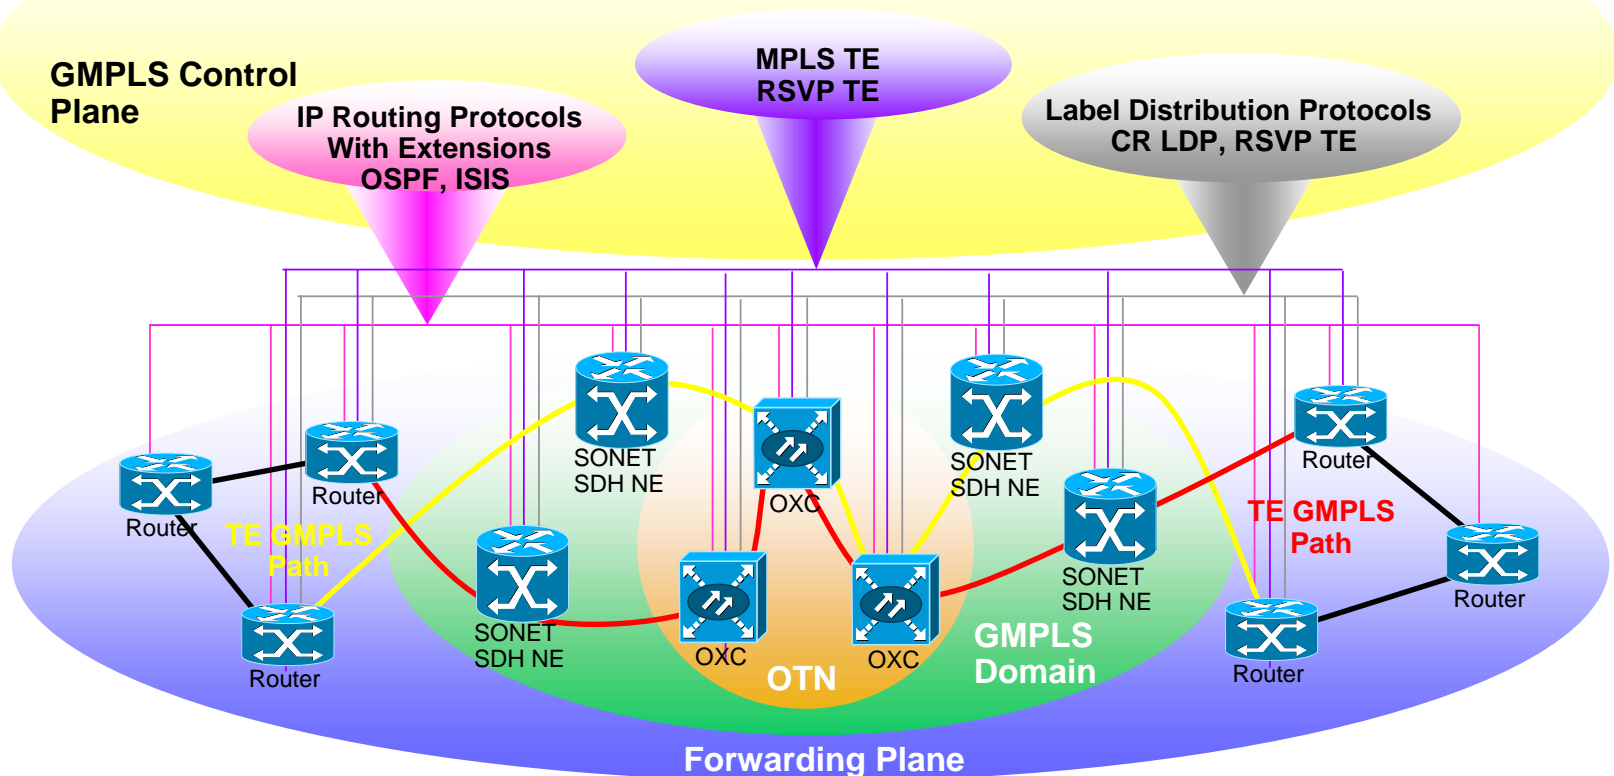 GMPLS Control
Plane
MPLS TE
RSVP TE
IP Routing Protocols
With Extensions
OSPF, ISIS
Label Distribution Protocols
CR LDP, RSVP TE
SONET
SDH NE
SONET
SDH NE
Router
Router
OXC
Router
Router
TE GMPLS
Path
TE GMPLS
Path
SONET
SDH NE
SONET
SDH NE
Router
Router
OXC
OXC
Router
Router
GMPLS
Domain
OTN
Forwarding Plane